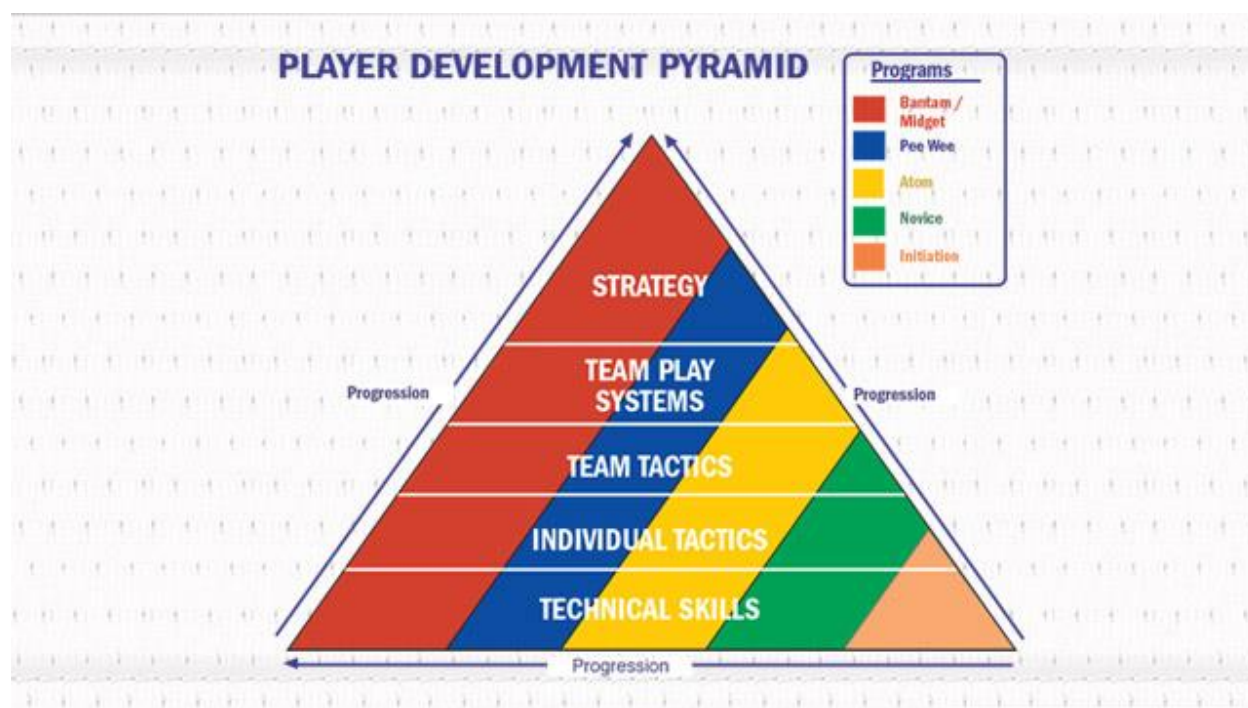 PLAYER DEVELOPMENT PYRAMID
Programs
Bantam /
Midget
Pee Wee
Atom
Novice
Initiation
STRATEGY
TEAM PLAY
SYSTEMS
Progression
Progression
TEAM TACTICS
INDIVIDUAL TACTICS
TECHNICAL SKILLS
Progression